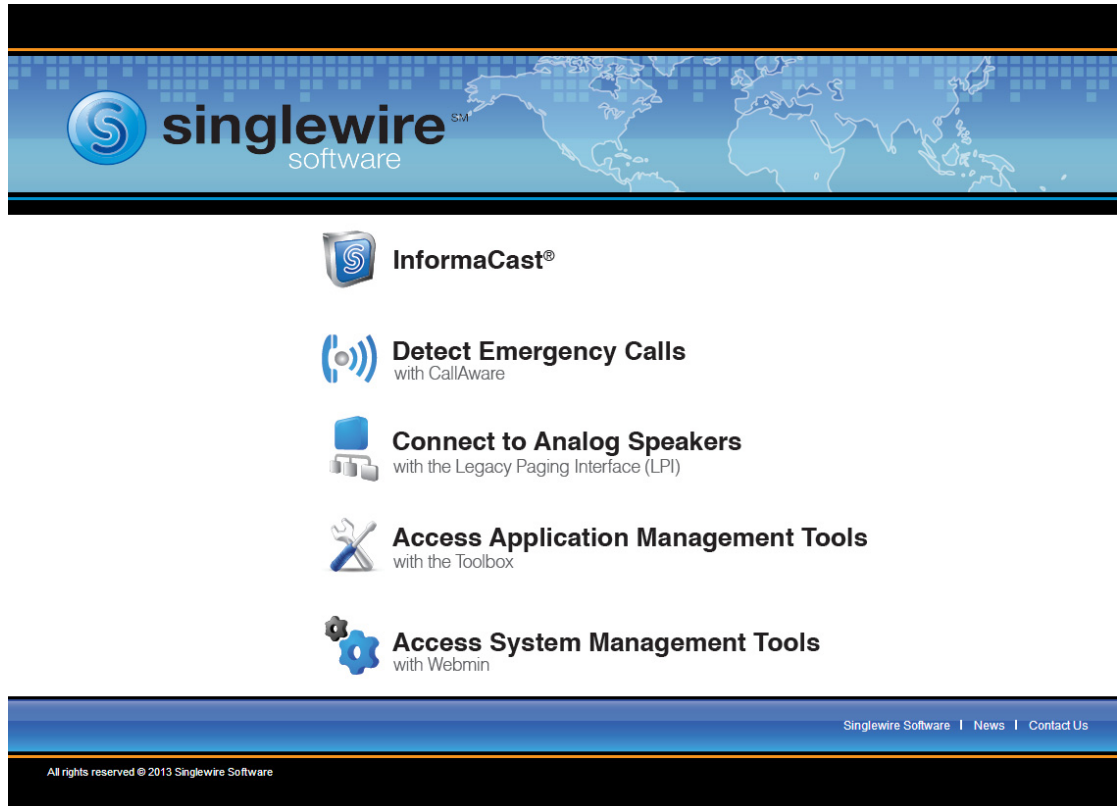 singlewire SM
software
InformaCast®
Detect Emergency Calls
with CallAware
Connect to Analog Speakers
with the Legacy Paging Interface (LPI)
Access Application Management Tools
with the Toolbox
Access System Management Tools
with Webmin
Singlewire Software | News | Contact Us
All rights reserved © 2013 Singlewire Software